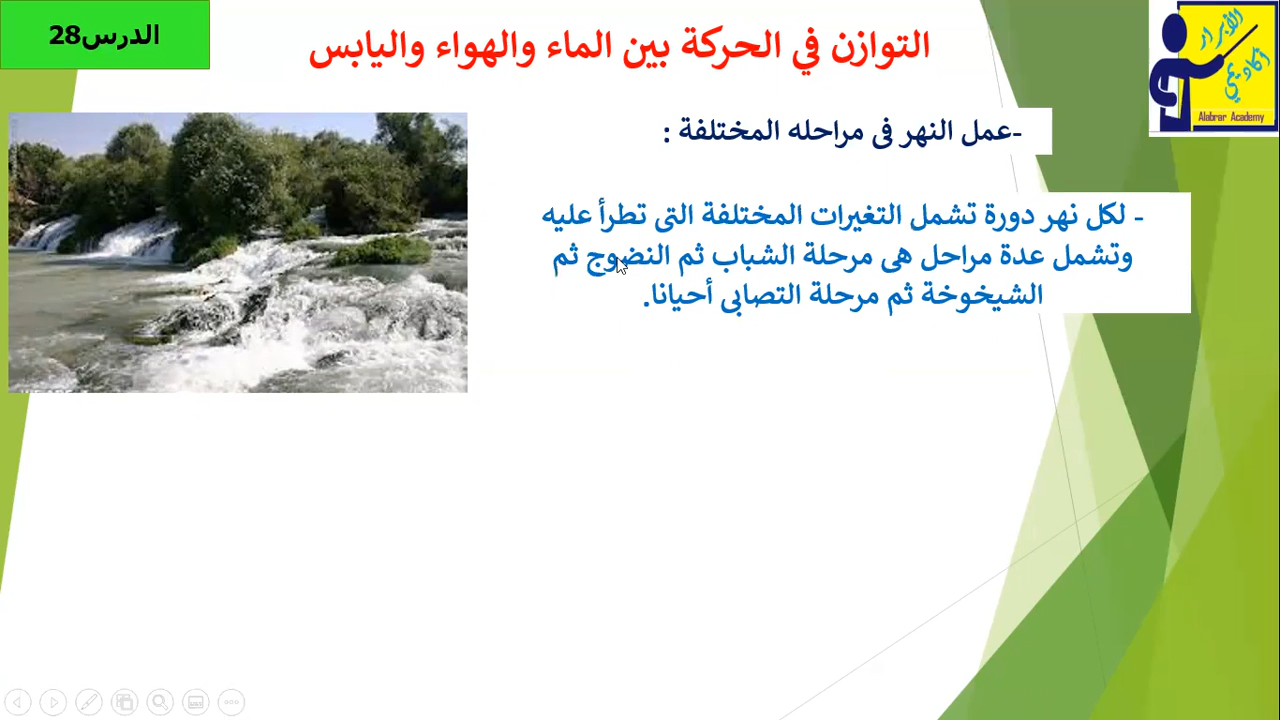 الدرس28
التوازن في الحركة بين الماء والهواء واليابس
الأبرار
أكاديمي
Alabrar Academy
-عمل النهر فى مراحله المختلفة :
- لكل نهر دورة تشمل التغيرات المختلفة التى تطرأ عليه
وتشمل عدة مراحل هى مرحلة الشباب ثم النضوج ثم
الشيخوخة ثم مرحلة التصابى أحيانا.